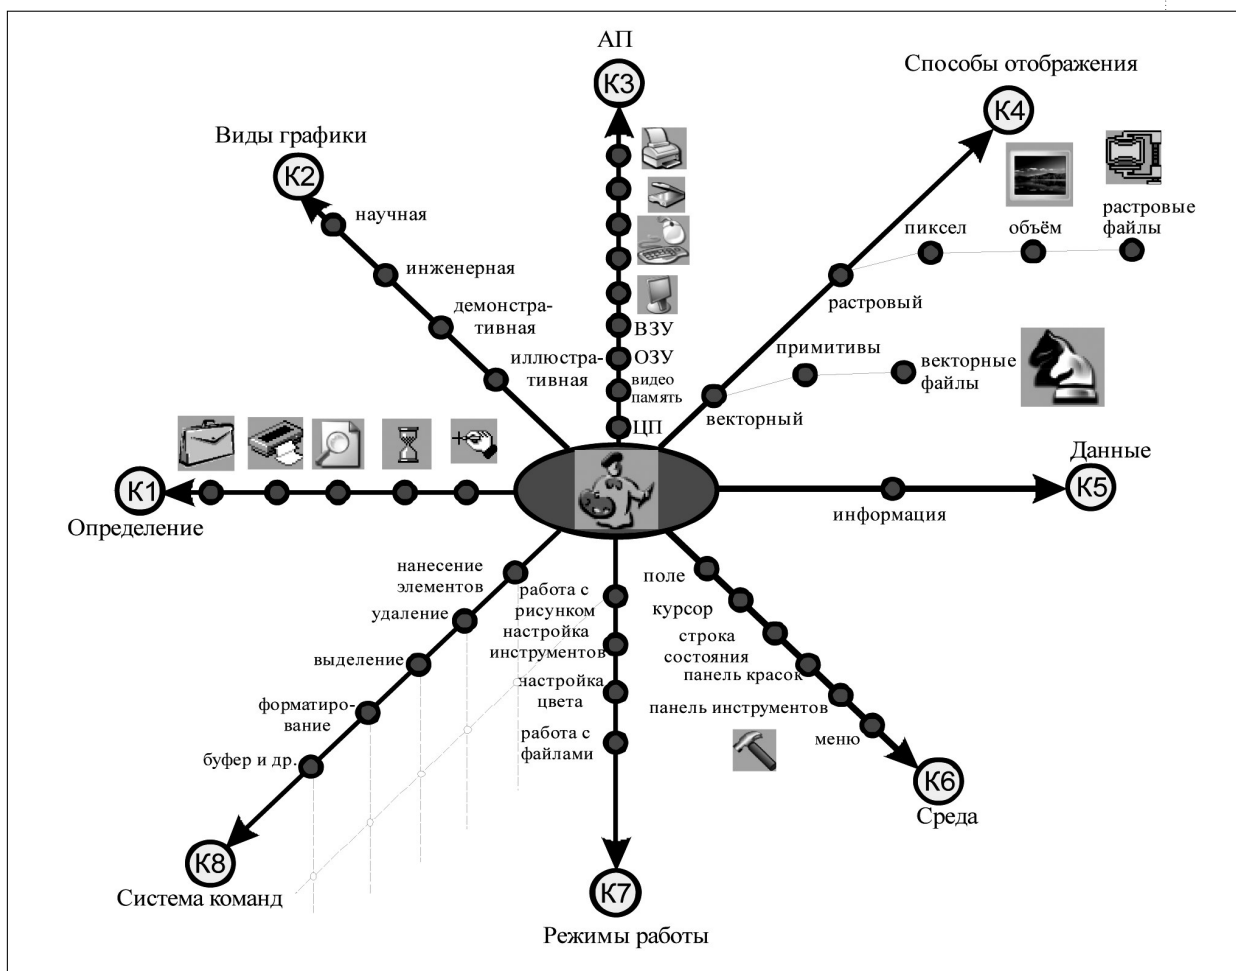 АП
К3
Способы отображения
К4
Виды графики
К2
научная
инженерная
демонстра-
тивная
иллюстра-
тивная
ВЗУ
ОЗУ
видео
память
ЦП
пиксел
объём
растровые
файлы
растровый
примитивы
векторные
файлы
векторный
К1
Определение
Данные
К5
информация
нанесение
элементов
удаление
выделение
форматиро-
вание
буфер и др.
К8
Система команд
работа с
рисунком
настройка
инструментов
настройка
цвета
работа с
файлами
К7
Режимы работы
поле
курсор
строка
состояния
панель красок
панель инструментов
меню
К6
Среда